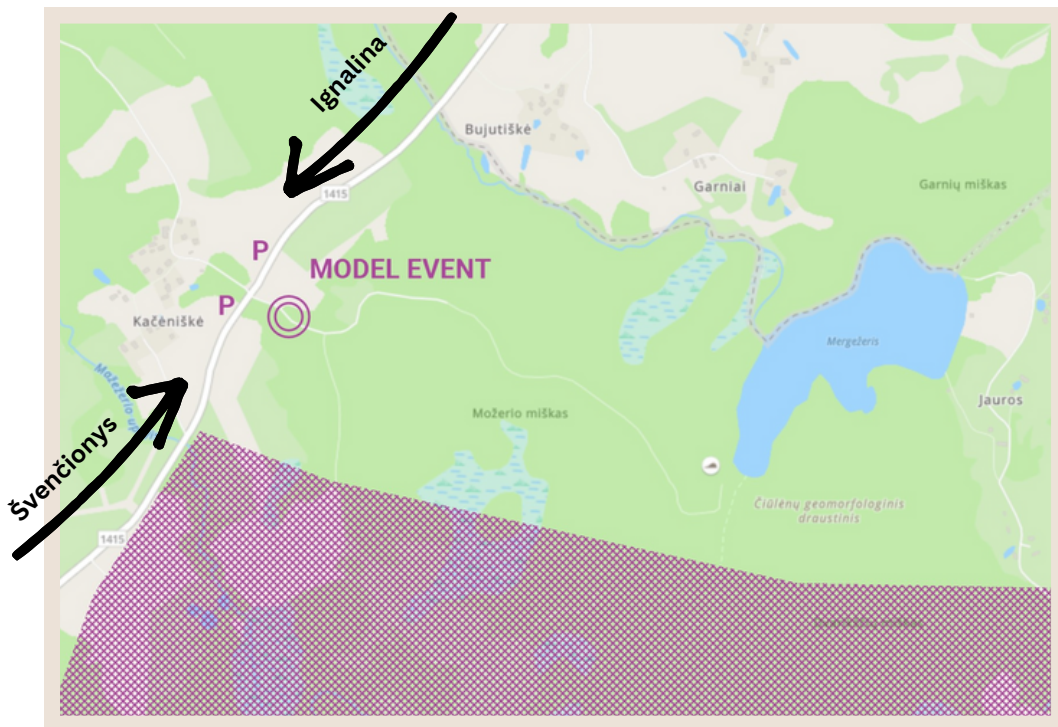 Ignalina
Bujutiškė
Garniai
Garnių miškas
1415
P
MODEL EVENT
P
Kačėniškė
Mergežeris
Jauros
Možerio miškas
Švenčionys
Čiūlėnų geomorfologinis
draustinis
1415